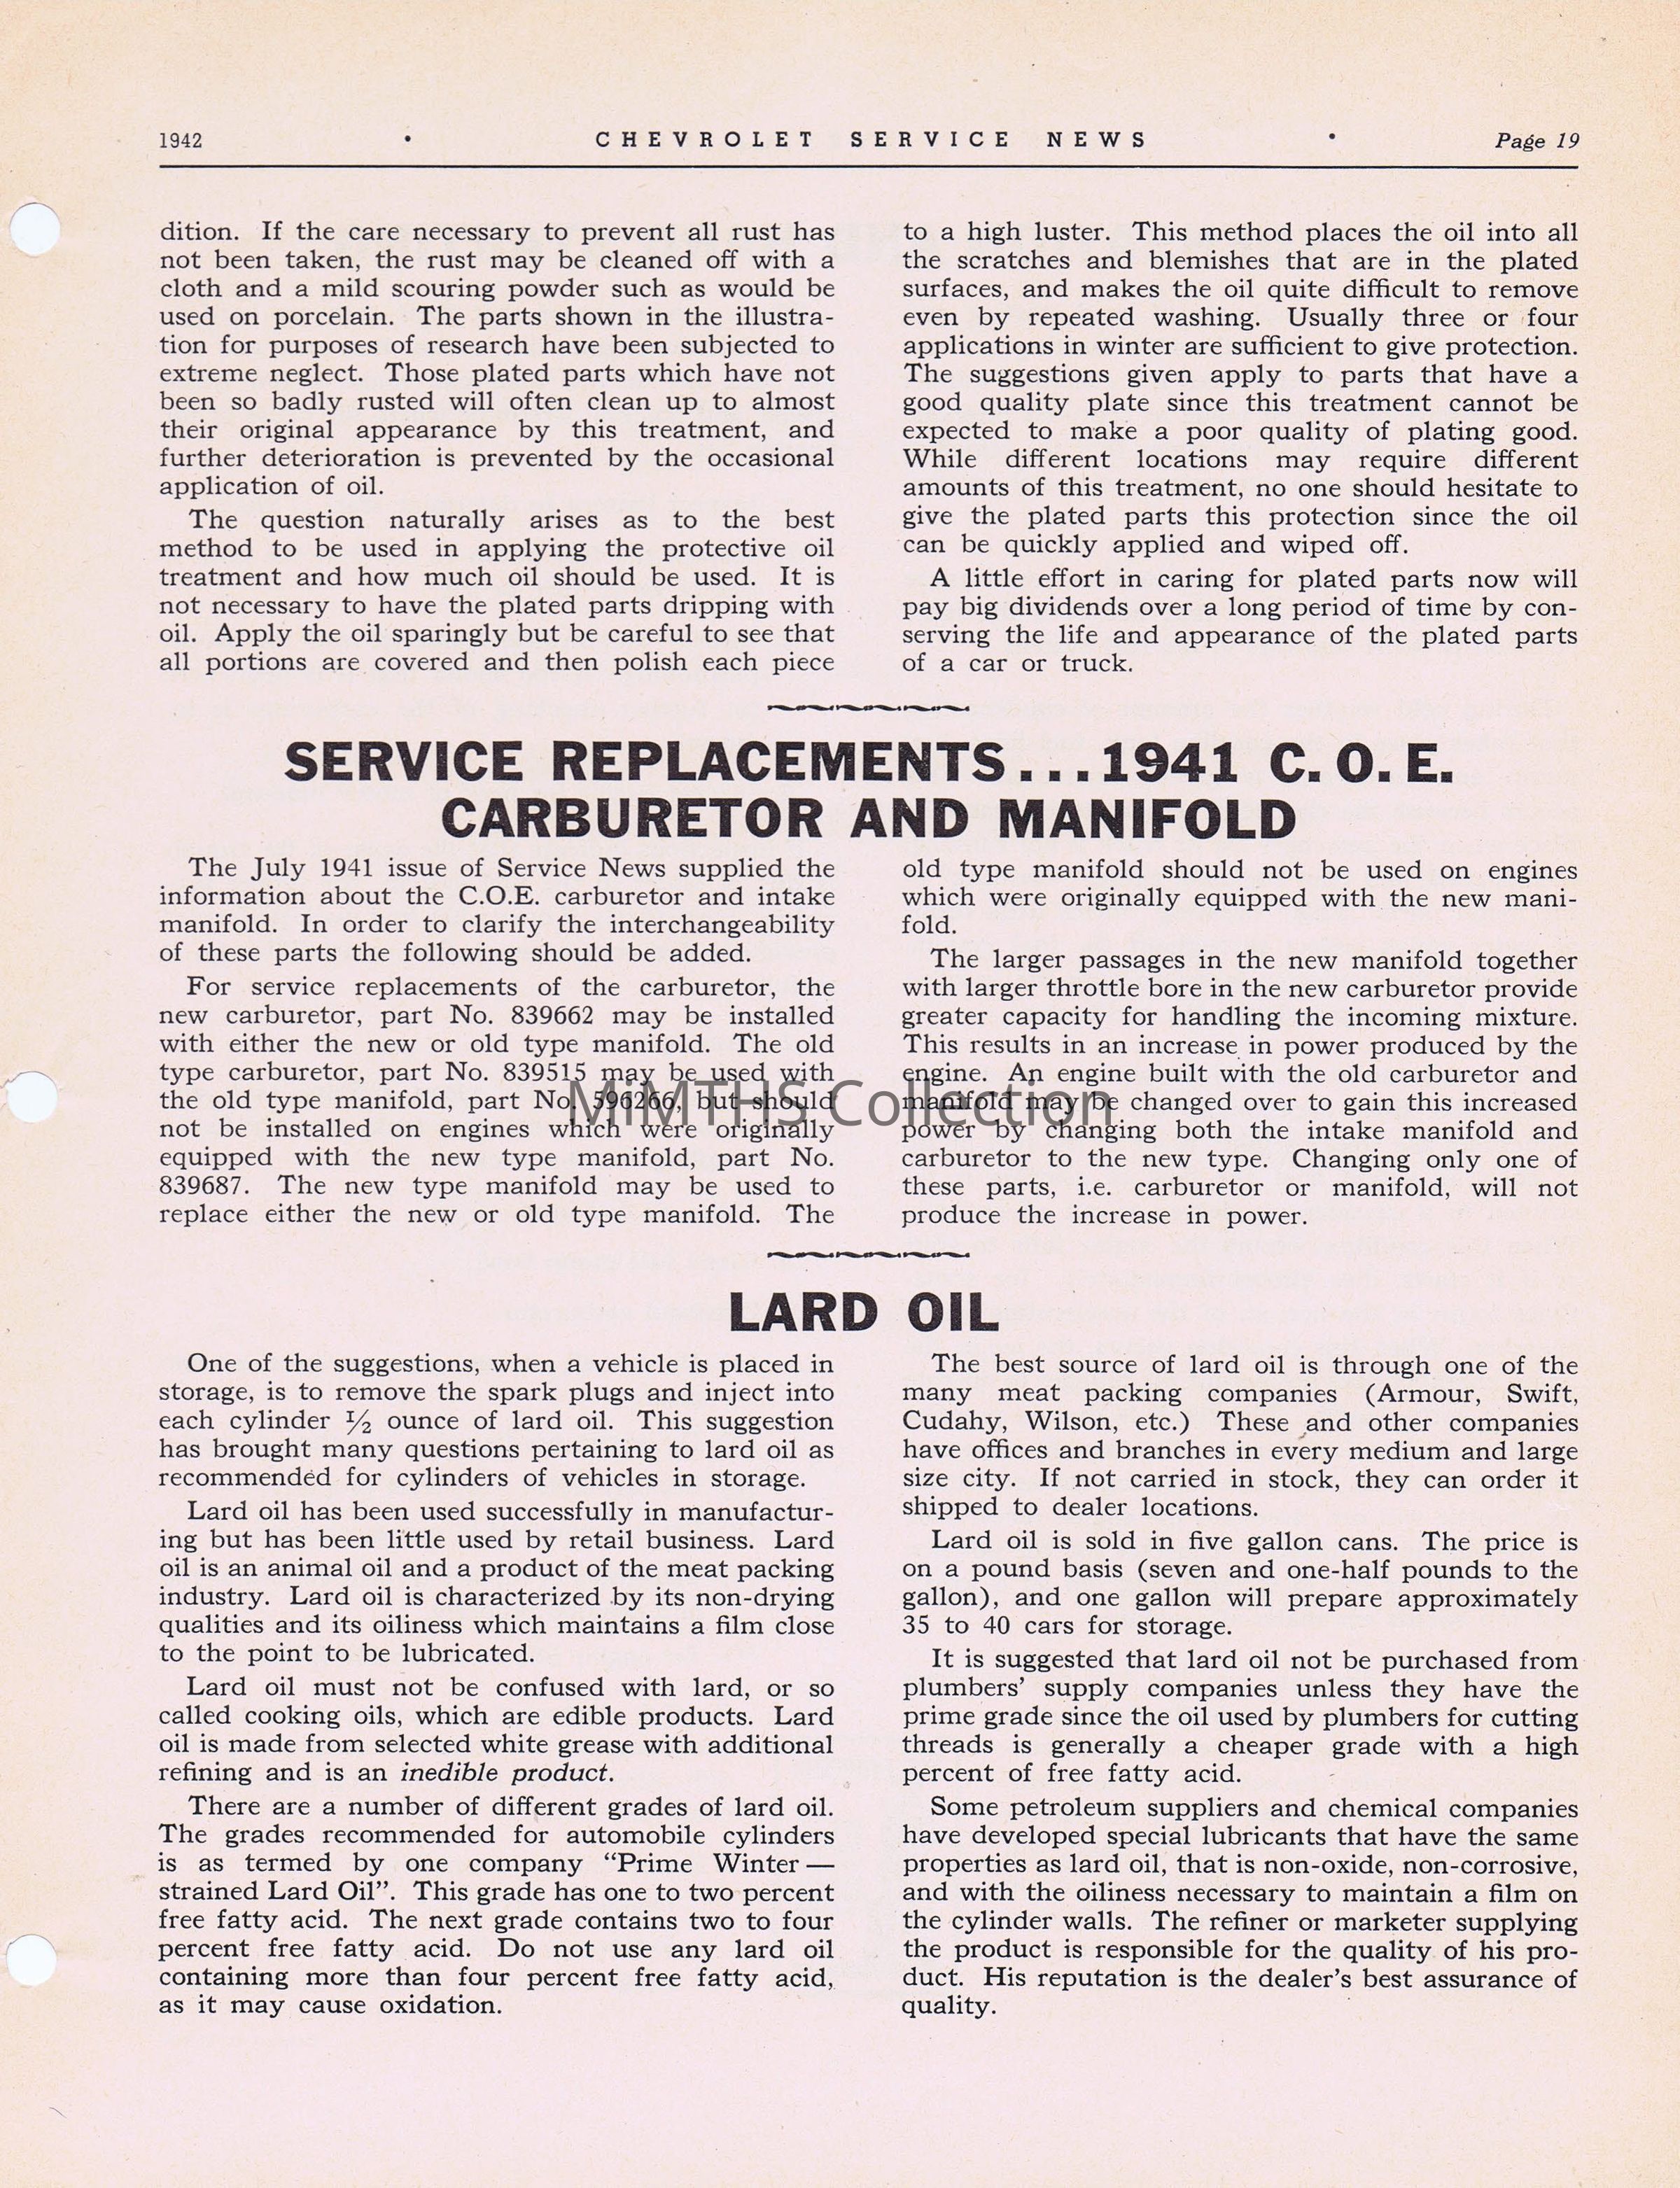 1942 • CHEVROLET SERVICE NEWS • Page 19
dition. If the care necessary to prevent all rust has
not been taken, the rust may be cleaned off with a
cloth and a mild scouring powder such as would be
used on porcelain. The parts shown in the illustra-
tion for purposes of research have been subjected to
extreme neglect. Those plated parts which have not
been so badly rusted will often clean up to almost
their original appearance by this treatment, and
further deterioration is prevented by the occasional
application of oil.
The question naturally arises as to the best
method to be used in applying the protective oil
treatment and how much oil should be used. It is
not necessary to have the plated parts dripping with
oil. Apply the oil sparingly but be careful to see that
all portions are covered and then polish each piece
to a high luster. This method places the oil into all
the scratches and blemishes that are in the plated
surfaces, and makes the oil quite difficult to remove
even by repeated washing. Usually three or four
applications in winter are sufficient to give protection.
The suggestions given apply to parts that have a
good quality plate since this treatment cannot be
expected to make a poor quality of plating good.
While different locations may require different
amounts of this treatment, no one should hesitate to
give the plated parts this protection since the oil
can be quickly applied and wiped off.
A little effort in caring for plated parts now will
pay big dividends over a long period of time by con-
serving the life and appearance of the plated parts
of a car or truck.
SERVICE REPLACEMENTS...1941 C.O.E.
CARBURETOR AND MANIFOLD
The July 1941 issue of Service News supplied the
information about the C.O.E. carburetor and intake
manifold. In order to clarify the interchangeability
of these parts the following should be added.
For service replacements of the carburetor, the
new carburetor, part No. 839662 may be installed
with either the new or old type manifold. The old
type carburetor, part No. 839515 may be used with
the old type manifold, part No. 596266, but should
not be installed on engines which were originally
equipped with the new type manifold, part No.
839687. The new type manifold may be used to
replace either the new or old type manifold. The
old type manifold should not be used on engines
which were originally equipped with the new mani-
fold.
The larger passages in the new manifold together
with larger throttle bore in the new carburetor provide
greater capacity for handling the incoming mixture.
This results in an increase in power produced by the
engine. An engine built with the old carburetor and
manifold may be changed over to gain this increased
power by changing both the intake manifold and
carburetor to the new type. Changing only one of
these parts, i.e. carburetor or manifold, will not
produce the increase in power.
MiMTHS Collection
LARD OIL
One of the suggestions, when a vehicle is placed in
storage, is to remove the spark plugs and inject into
each cylinder ½ ounce of lard oil. This suggestion
has brought many questions pertaining to lard oil as
recommended for cylinders of vehicles in storage.
Lard oil has been used successfully in manufactur-
ing but has been little used by retail business. Lard
oil is an animal oil and a product of the meat packing
industry. Lard oil is characterized by its non-drying
qualities and its oiliness which maintains a film close
to the point to be lubricated.
Lard oil must not be confused with lard, or so
called cooking oils, which are edible products. Lard
oil is made from selected white grease with additional
refining and is an inedible product.
There are a number of different grades of lard oil.
The grades recommended for automobile cylinders
is as termed by one company “Prime Winter—
strained Lard Oil”. This grade has one to two percent
free fatty acid. The next grade contains two to four
percent free fatty acid. Do not use any lard oil
containing more than four percent free fatty acid,
as it may cause oxidation.
The best source of lard oil is through one of the
many meat packing companies (Armour, Swift,
Cudahy, Wilson, etc.) These and other companies
have offices and branches in every medium and large
size city. If not carried in stock, they can order it
shipped to dealer locations.
Lard oil is sold in five gallon cans. The price is
on a pound basis (seven and one-half pounds to the
gallon), and one gallon will prepare approximately
35 to 40 cars for storage.
It is suggested that lard oil not be purchased from
plumbers’ supply companies unless they have the
prime grade since the oil used by plumbers for cutting
threads is generally a cheaper grade with a high
percent of free fatty acid.
Some petroleum suppliers and chemical companies
have developed special lubricants that have the same
properties as lard oil, that is non-oxide, non-corrosive,
and with the oiliness necessary to maintain a film on
the cylinder walls. The refiner or marketer supplying
the product is responsible for the quality of his pro-
duct. His reputation is the dealer’s best assurance of
quality.